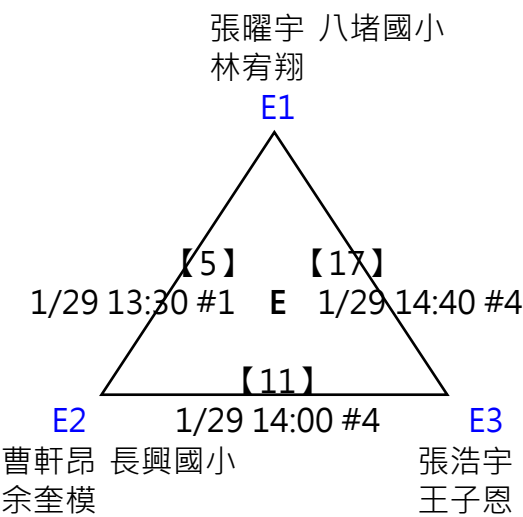 張曜宇 八堵國小
林宥翔
E1
【5】 【17】
1/29 13:30 #1 E 1/29 14:40 #4
【11】
E2 1/29 14:00 #4 E3
曹軒昂 長興國小 張浩宇
余奎模 王子恩